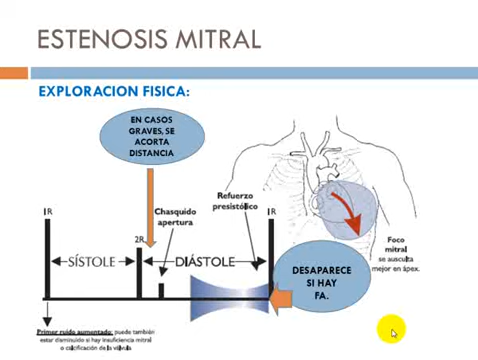 ESTENOSIS MITRAL
EXPLORACION FISICA:
EN CASOS
GRAVES, SE
ACORTA
DISTANCIA
Refuerzo
presistólico
1R
2R
Chasquido
apertura
1R
SÍSTOLE
DIÁSTOLE
Foco
mitral
se ausculta
mejor en ápex.
DESAPARECE
SI HAY
FA.
Primer ruido aumentado: puede también
estar disminuido si hay insuficiencia mitral
o calcificación de la válvula